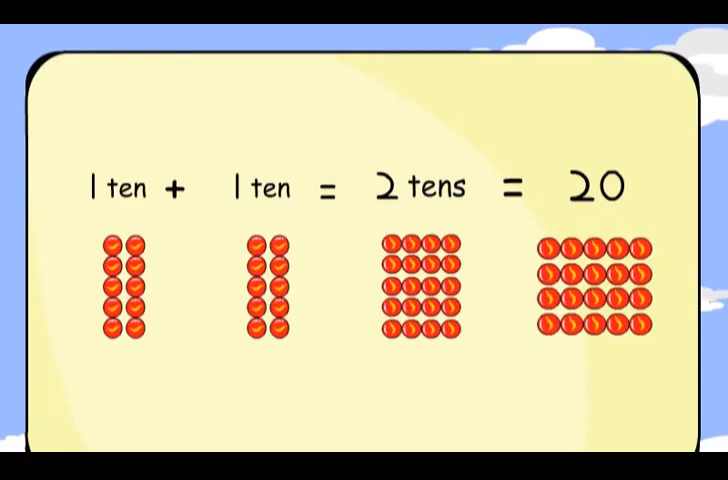 1 ten + 1 ten = 2 tens = 20